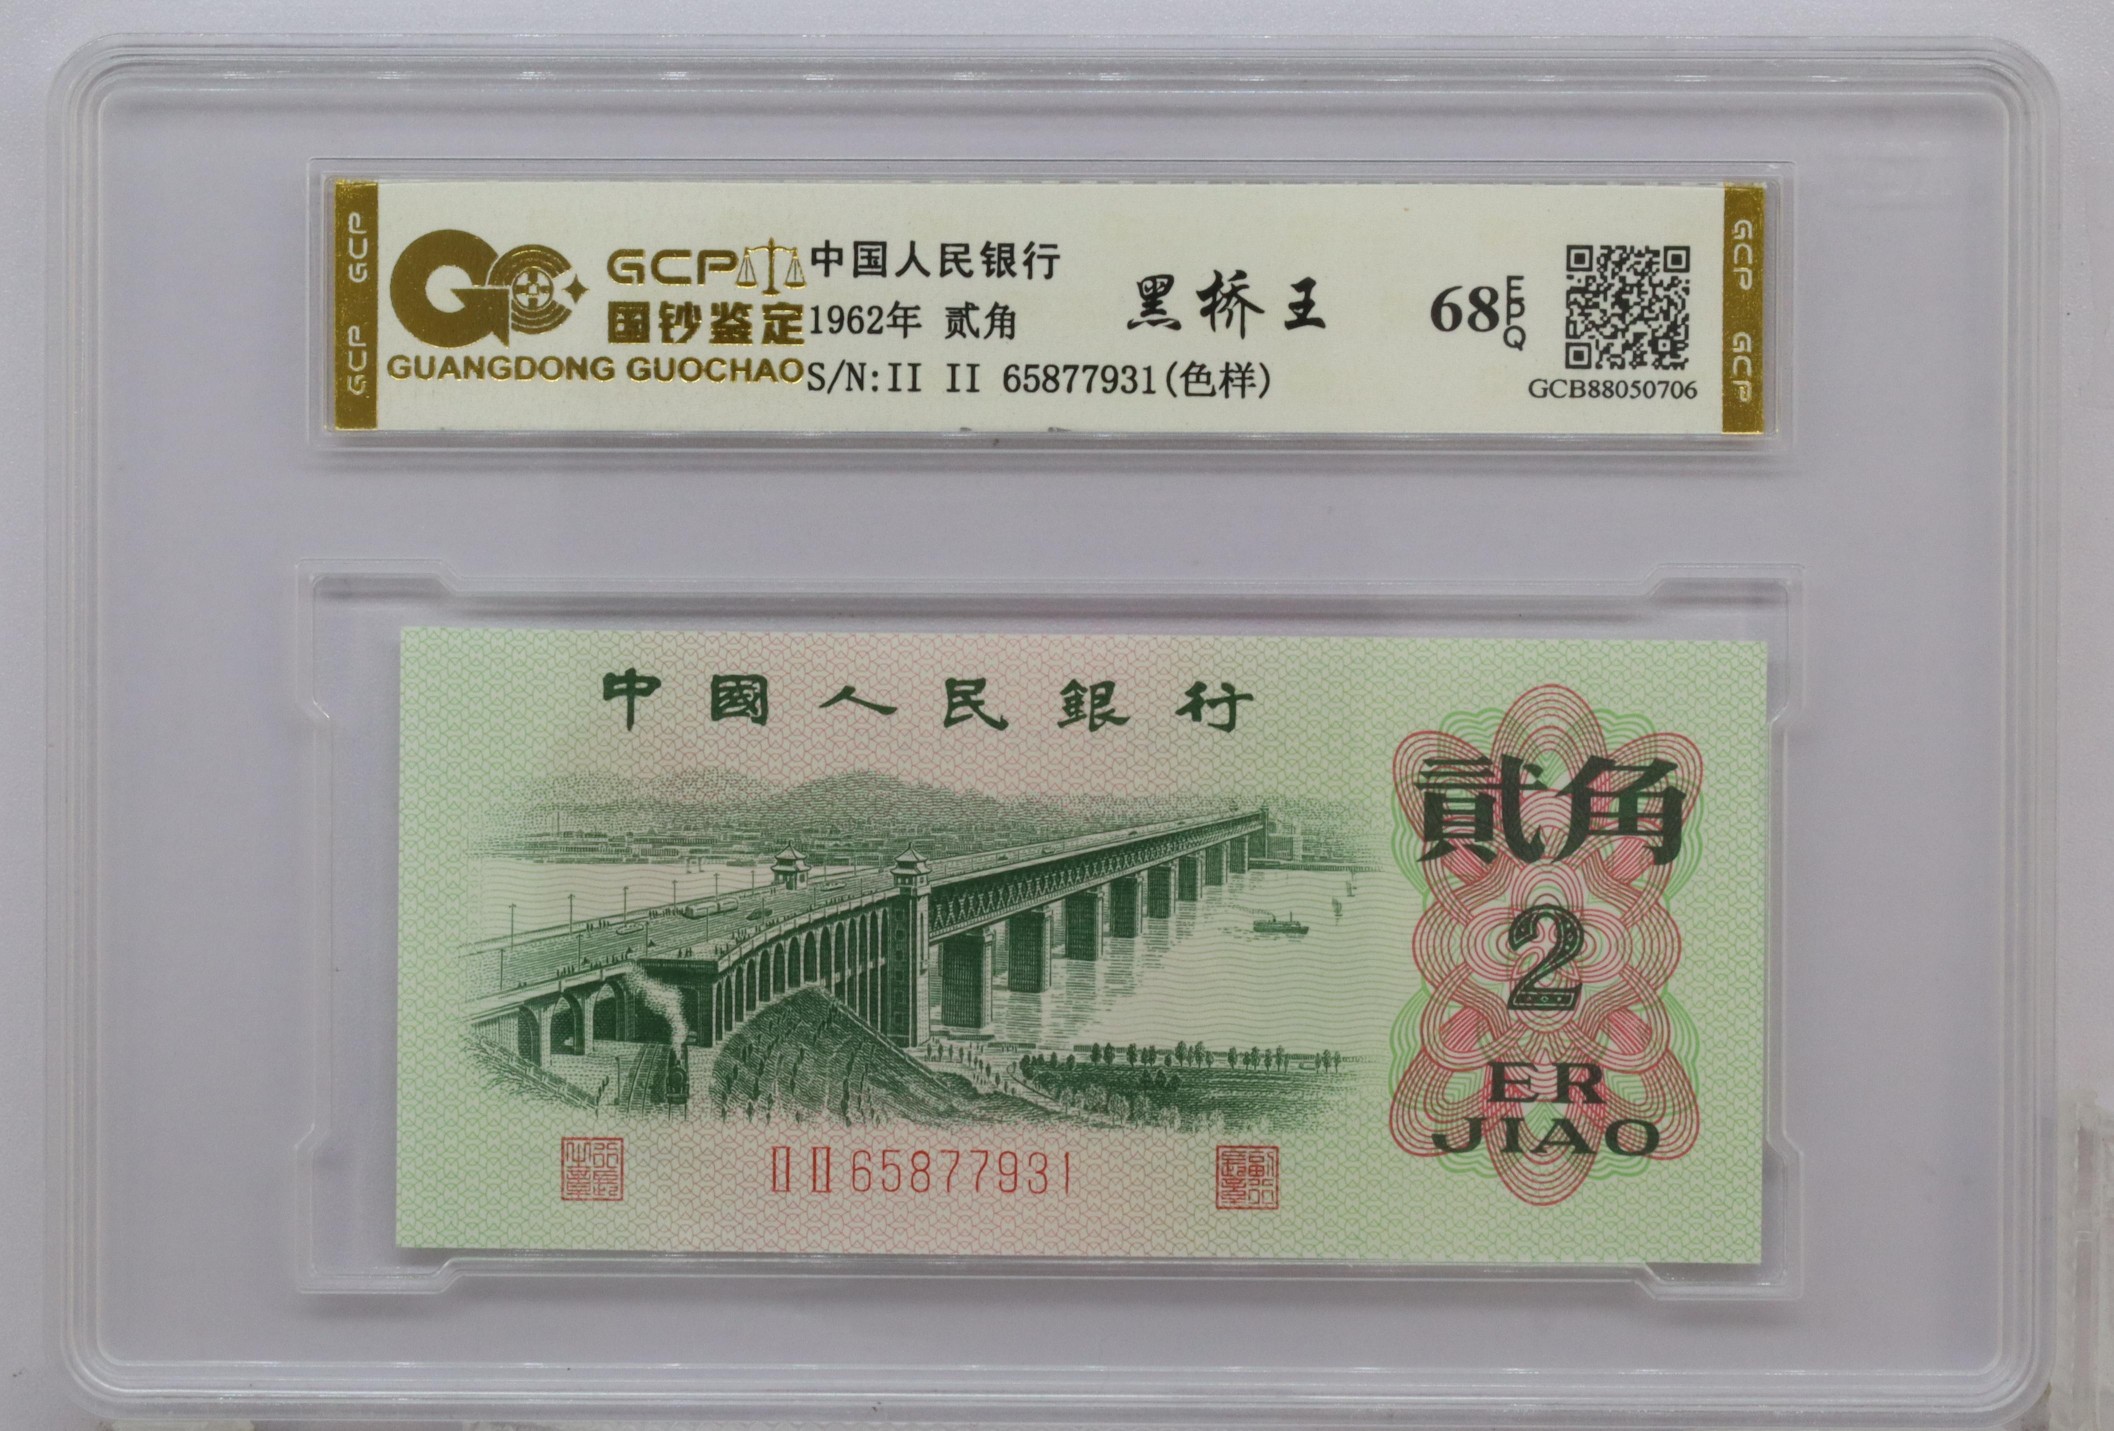 GCP GCP
GCP
国钞鉴定
GUANGDONG GUOCHAO
中国人民银行
1962年 贰角
S/N:II II 65877931(色样)
黑桥王
68 EPQ
GCB88050706
GCP GCP
中國人民銀行
貳角
2
ER
JIAO
II II 65877931